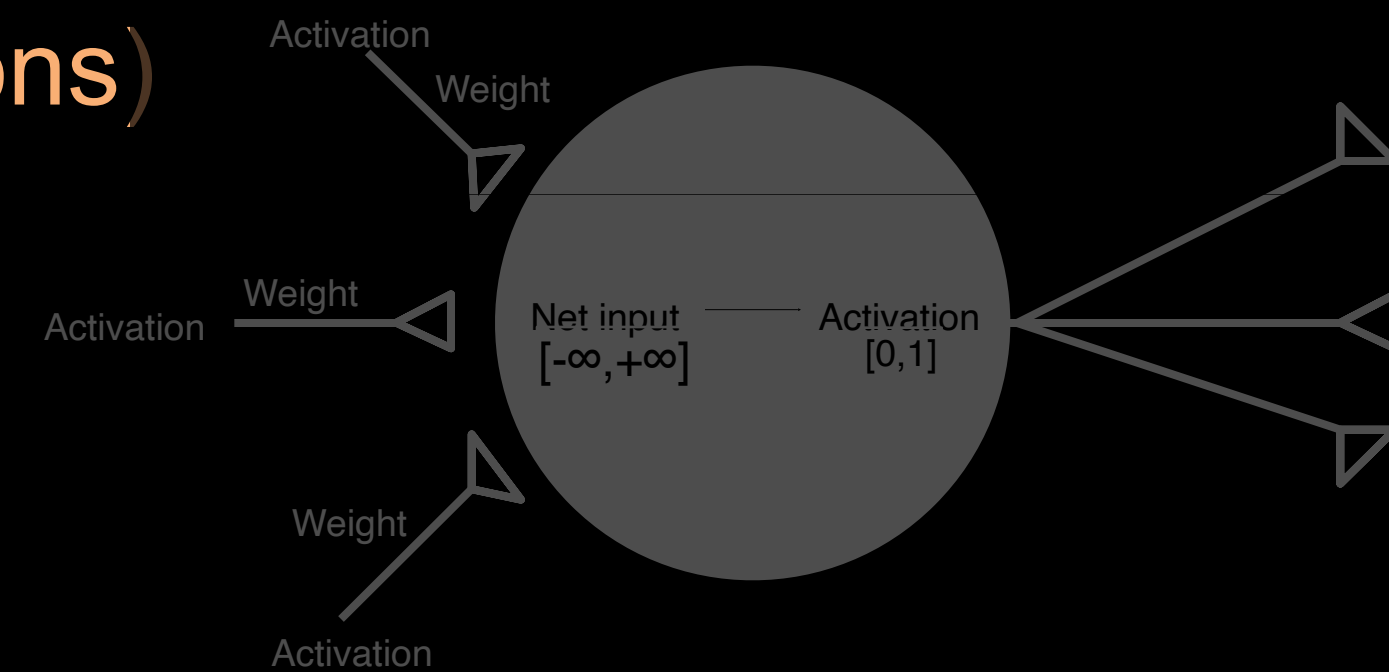 ons)
Activation
Weight
Weight
Activation
Net input
[-∞,+∞]
Activation
[0,1]
Weight
Activation